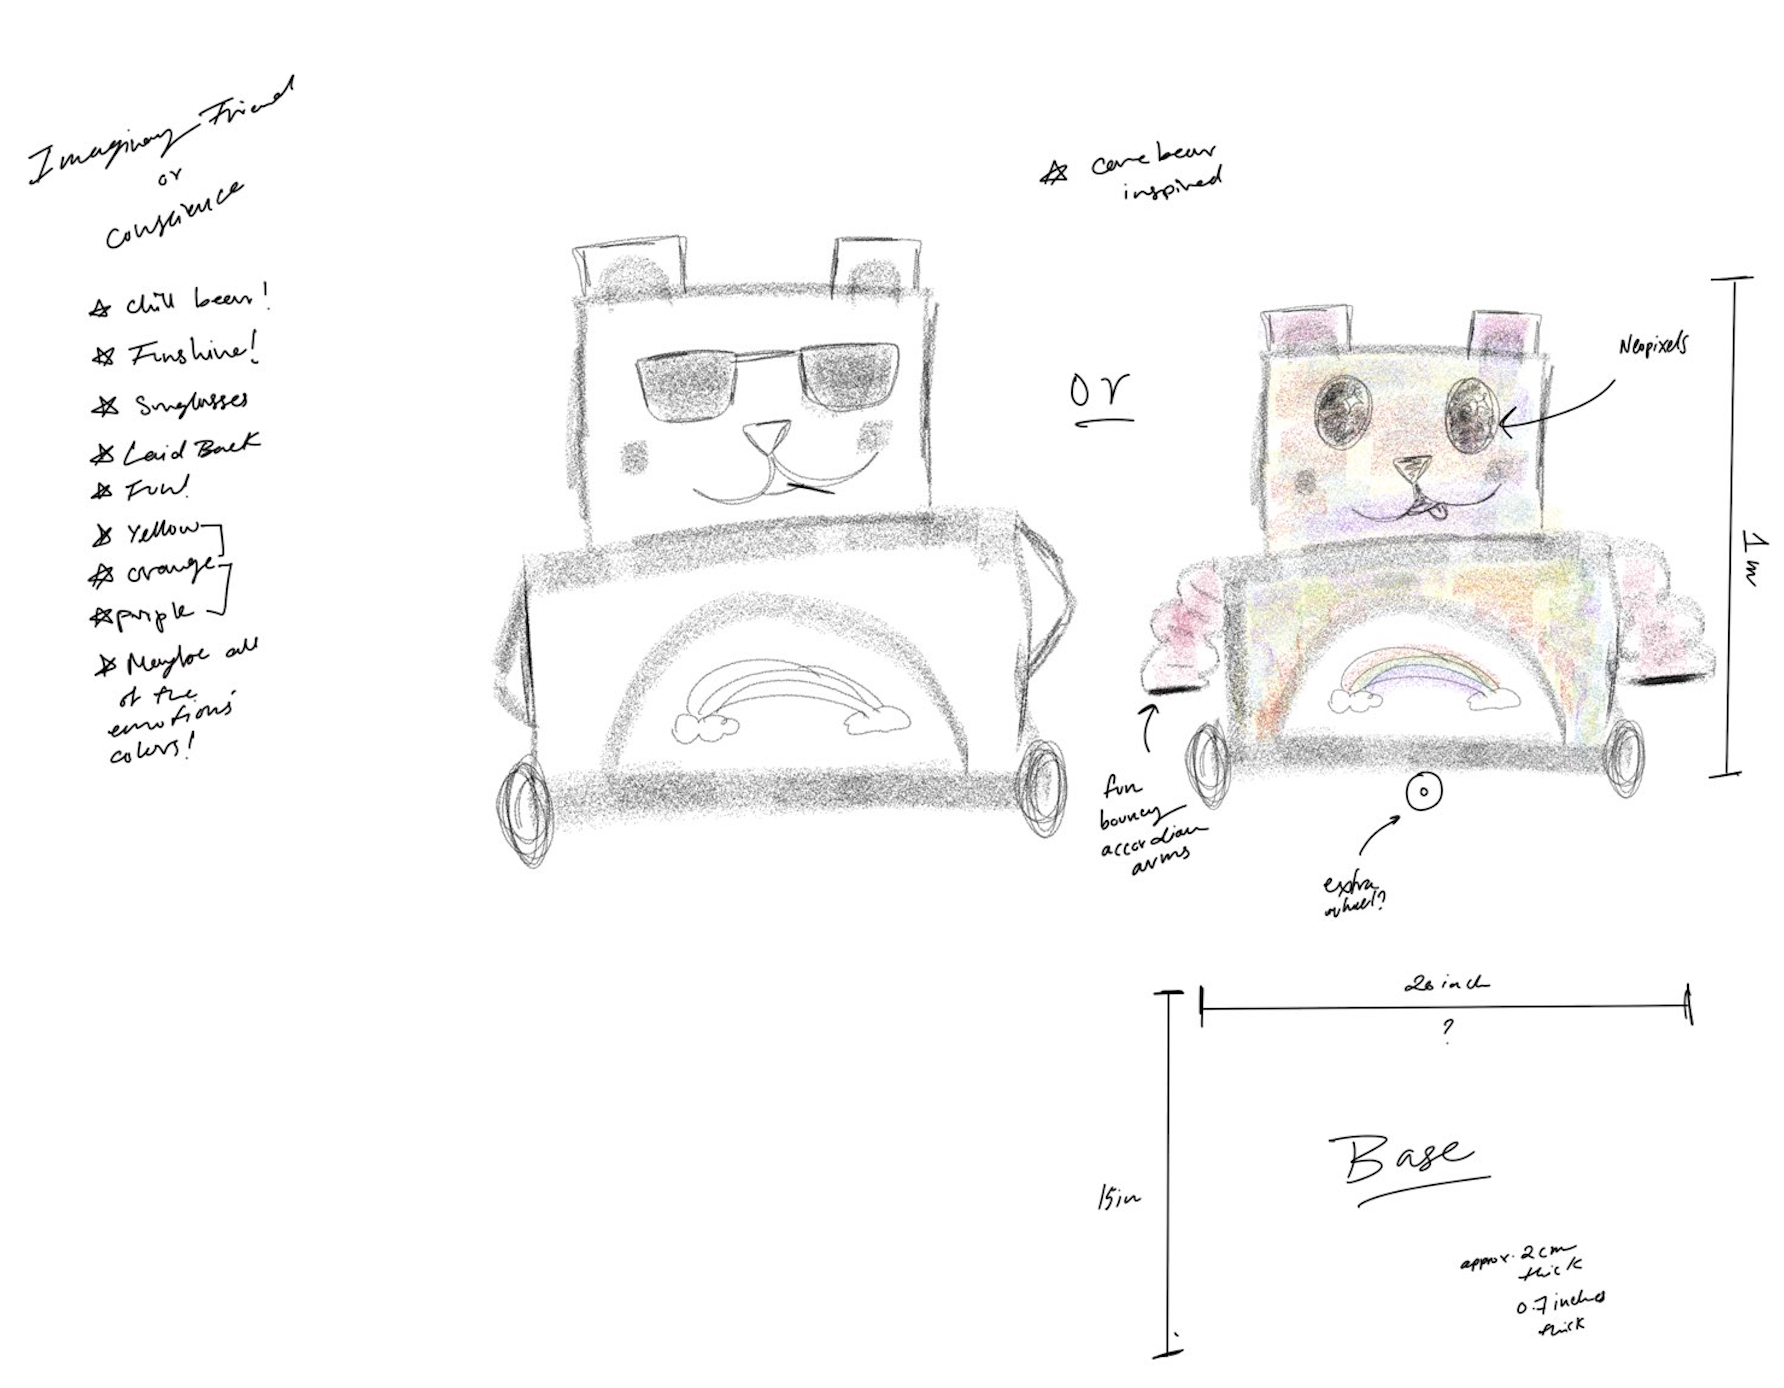 Imaginary Friend
or
conscience
☆ chill bear!
☆ Funshine!
☆ Sunglasses
☆ Laid Back
☆ Fun!
☆ Yellow
☆ orange
☆ purple
☆ Maybe all
of the
emotions'
colors!
☆ care bear
inspired
or
Neopixels
1m
fun
bouncy
accordian
arms
extra
wheel?
20 inch
?
15in
Base
approx. 2cm
thick
0.7 inches
thick